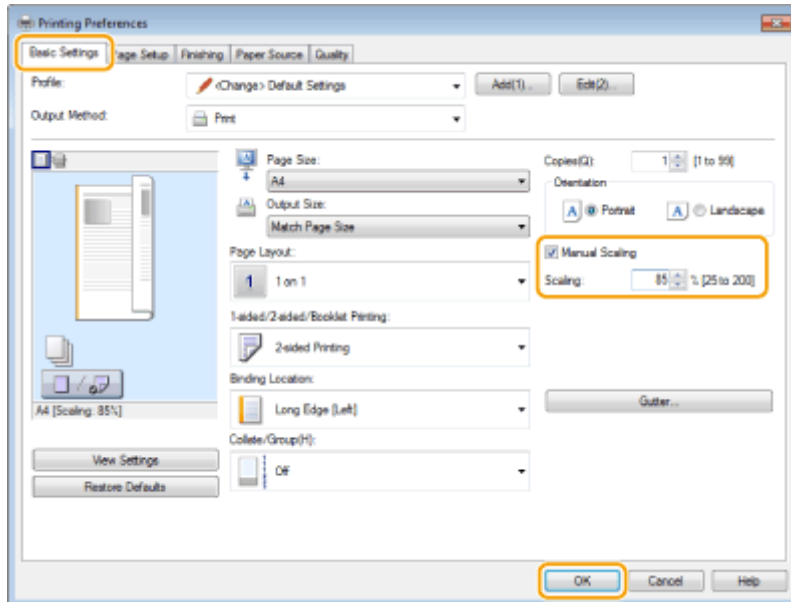 Printing Preferences
Basic Settings Page Setup Finishing Paper Source Quality
Profile: <Change> Default Settings Add(1)... Edit(2)...
Output Method: Print
Page Size:
A4
Output Size:
Match Page Size
Page Layout:
1 1 on 1
1-sided/2-sided/Booklet Printing:
2-sided Printing
Binding Location:
Long Edge [Left]
Collate/Group(H):
Off
Copies(Q): 1 [1 to 99]
Orientation
A Portrait A Landscape
Manual Scaling
Scaling: 85 % [25 to 200]
Gutter...
A4 [Scaling: 85%]
View Settings
Restore Defaults
OK Cancel Help